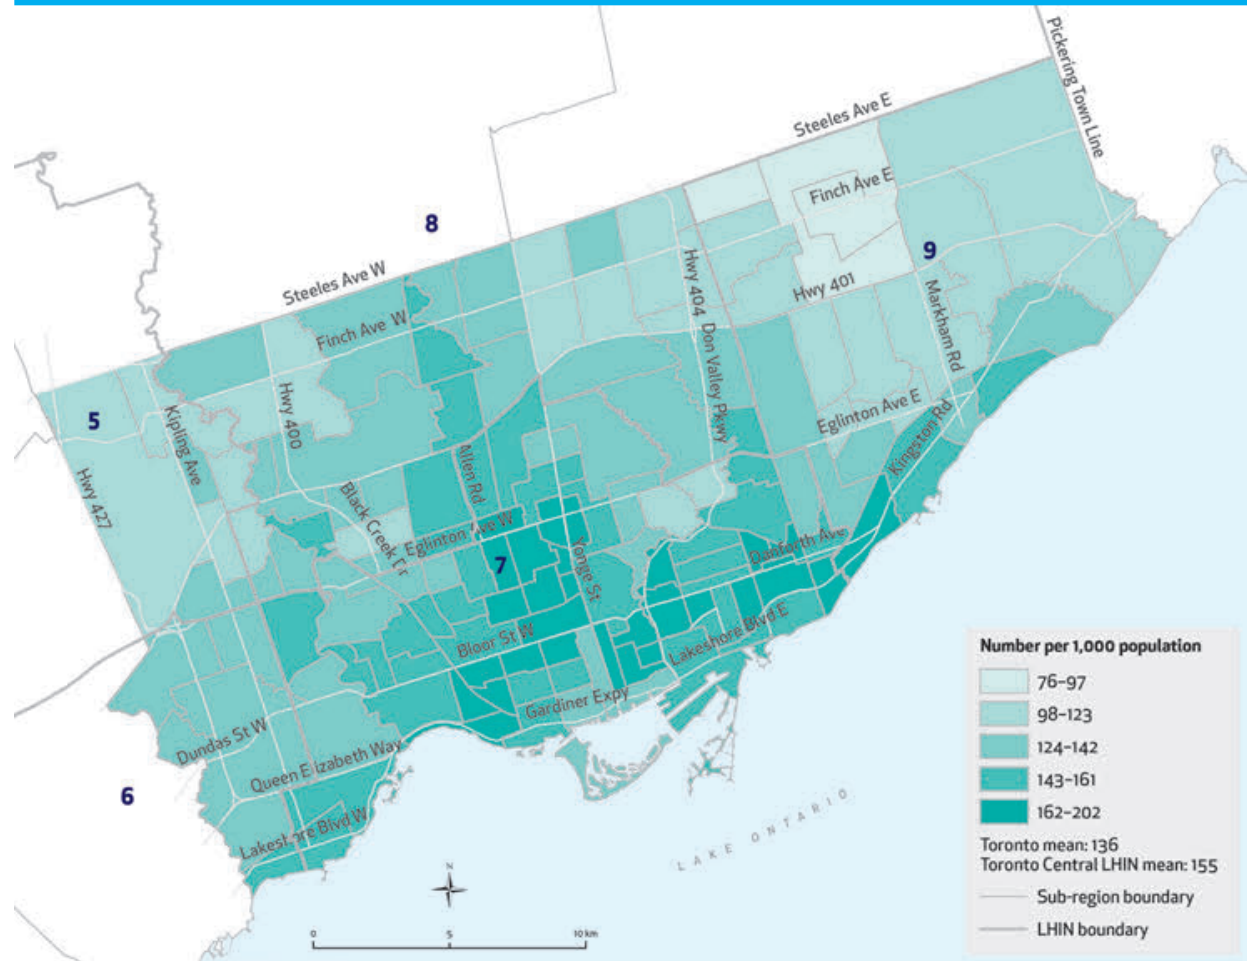 Pickering Town Line
Steeles Ave E
Finch Ave E
8
9
Steeles Ave W
Hwy 404
Hwy 401
Markham Rd
Finch Ave W
Don Valley Pkwy
5
Kipling Ave
Hwy 400
Eglinton Ave E
Kingston Rd
Hwy 427
Allen Rd
Black Creek Dr
Eglinton Ave W
7
Yonge St
Danforth Ave
Bloor St W
Lakeshore Blvd E
Gardiner Expy
Dundas St W
Queen Elizabeth Way
6
Lakeshore Blvd W
LAKE ONTARIO
N
0 5 10 km
Number per 1,000 population
76–97
98–123
124–142
143–161
162–202
Toronto mean: 136
Toronto Central LHIN mean: 155
Sub-region boundary
LHIN boundary